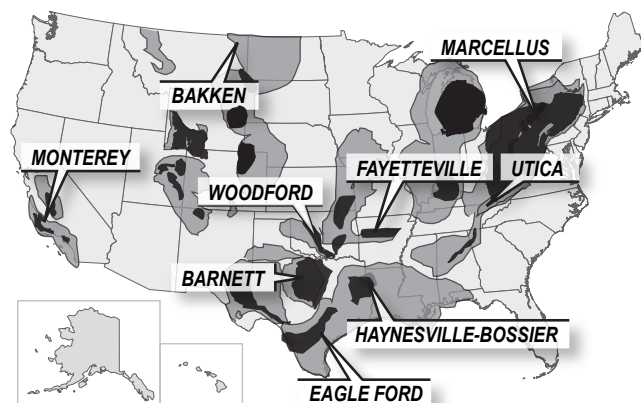 MARCELLUS
BAKKEN
MONTEREY
FAYETTEVILLE
UTICA
WOODFORD
BARNETT
HAYNESVILLE-BOSSIER
EAGLE FORD